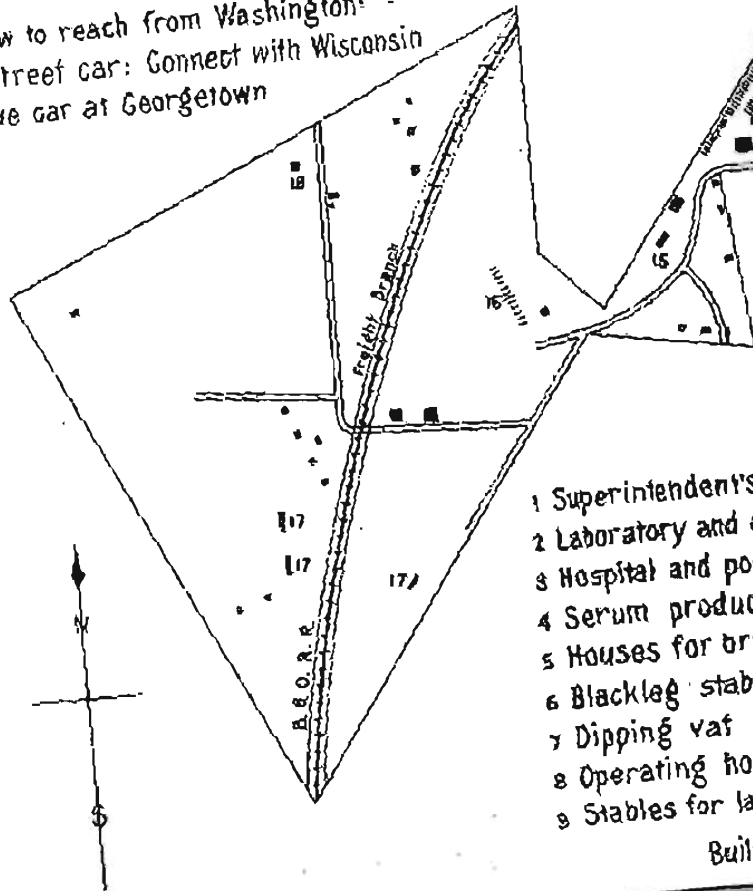 w to reach from Washington:
treet car: Connect with Wisconsin
ve car at Georgetown
18
15
16
Freight Branch
17
17
17
B & O. R. R.
N
S
1 Superintendent's
2 Laboratory and
3 Hospital and po
4 Serum produc
5 Houses for br
6 Blackleg stab
7 Dipping vat
8 Operating ho
9 Stables for la
Buil